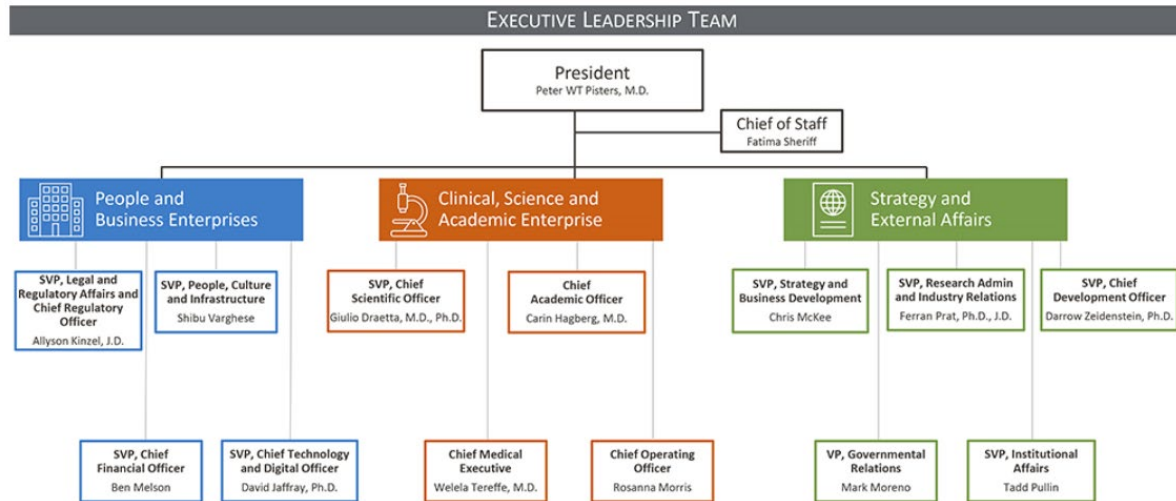 EXECUTIVE LEADERSHIP TEAM
President
Peter WT Pisters, M.D.
Chief of Staff
Fatima Sheriff
People and
Business Enterprises
Clinical, Science and
Academic Enterprise
Strategy and
External Affairs
SVP, Legal and
Regulatory Affairs and
Chief Regulatory
Officer
Allyson Kinzel, J.D.
SVP, People, Culture
and Infrastructure
Shibu Varghese
SVP, Chief
Scientific Officer
Giulio Draetta, M.D., Ph.D.
Chief
Academic Officer
Carin Hagberg, M.D.
SVP, Strategy and
Business Development
Chris McKee
SVP, Research Admin
and Industry Relations
Ferran Prat, Ph.D., J.D.
SVP, Chief
Development Officer
Darrow Zeidenstein, Ph.D.
SVP, Chief
Financial Officer
Ben Melson
SVP, Chief Technology
and Digital Officer
David Jaffray, Ph.D.
Chief Medical
Executive
Welela Tereffe, M.D.
Chief Operating
Officer
Rosanna Morris
VP, Governmental
Relations
Mark Moreno
SVP, Institutional
Affairs
Tadd Pullin